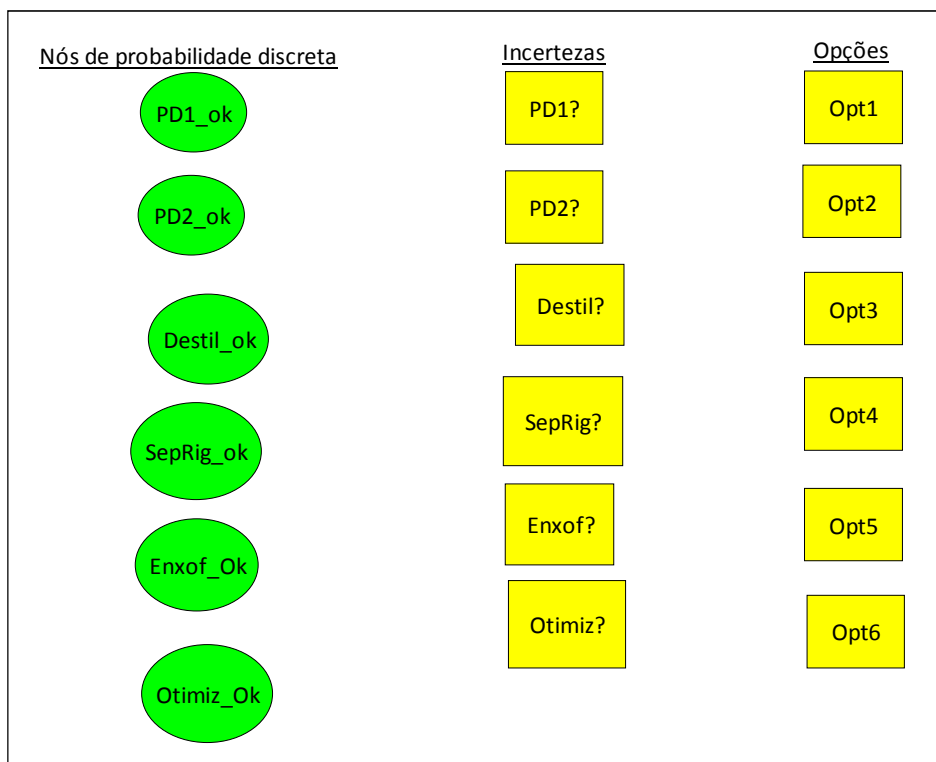 Nós de probabilidade discreta
Incertezas
Opções
PD1_ok
PD1?
Opt1
PD2_ok
PD2?
Opt2
Destil_ok
Destil?
Opt3
SepRig_ok
SepRig?
Opt4
Enxof_Ok
Enxof?
Opt5
Otimiz_Ok
Otimiz?
Opt6